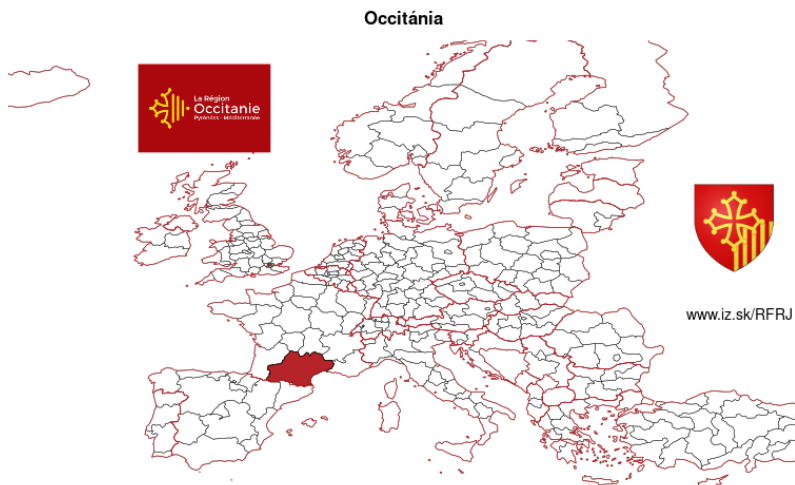 Occitánia
La Région
Occitanie
Pyrénées - Méditerranée
www.iz.sk/RFRJ